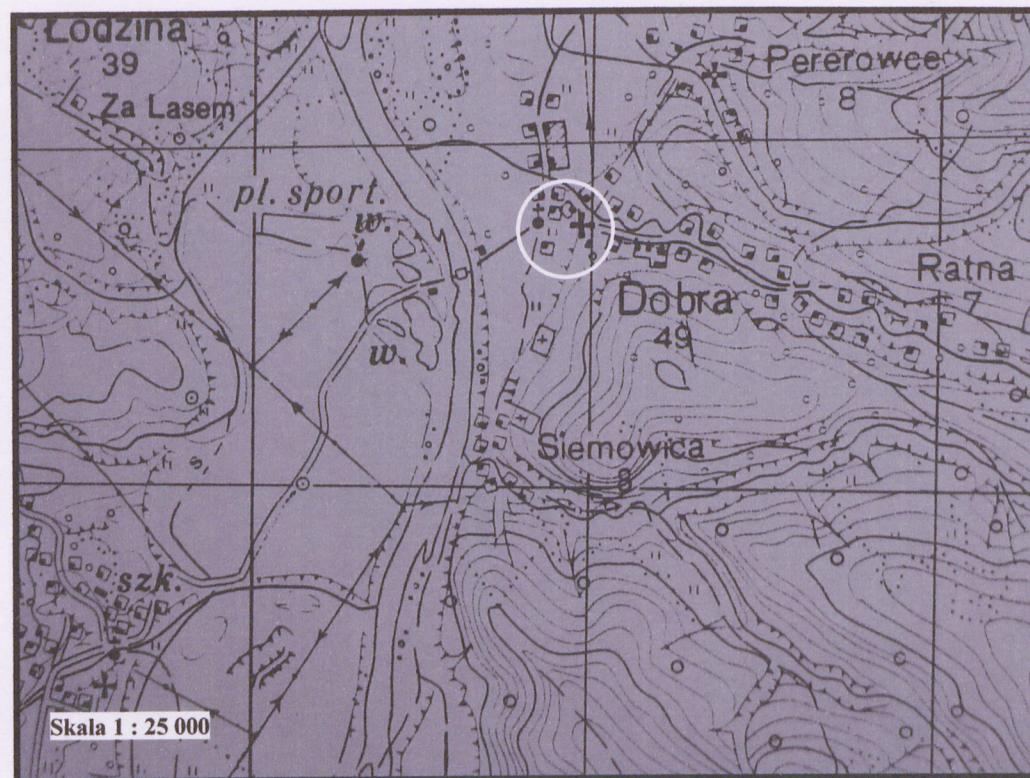 Łodzina
39
Za Lasem
Pererowce
8
pl. sport.
w.
Ratna
7
Dobra
49
w.
Siemowica
8
szk.
Skala 1 : 25 000